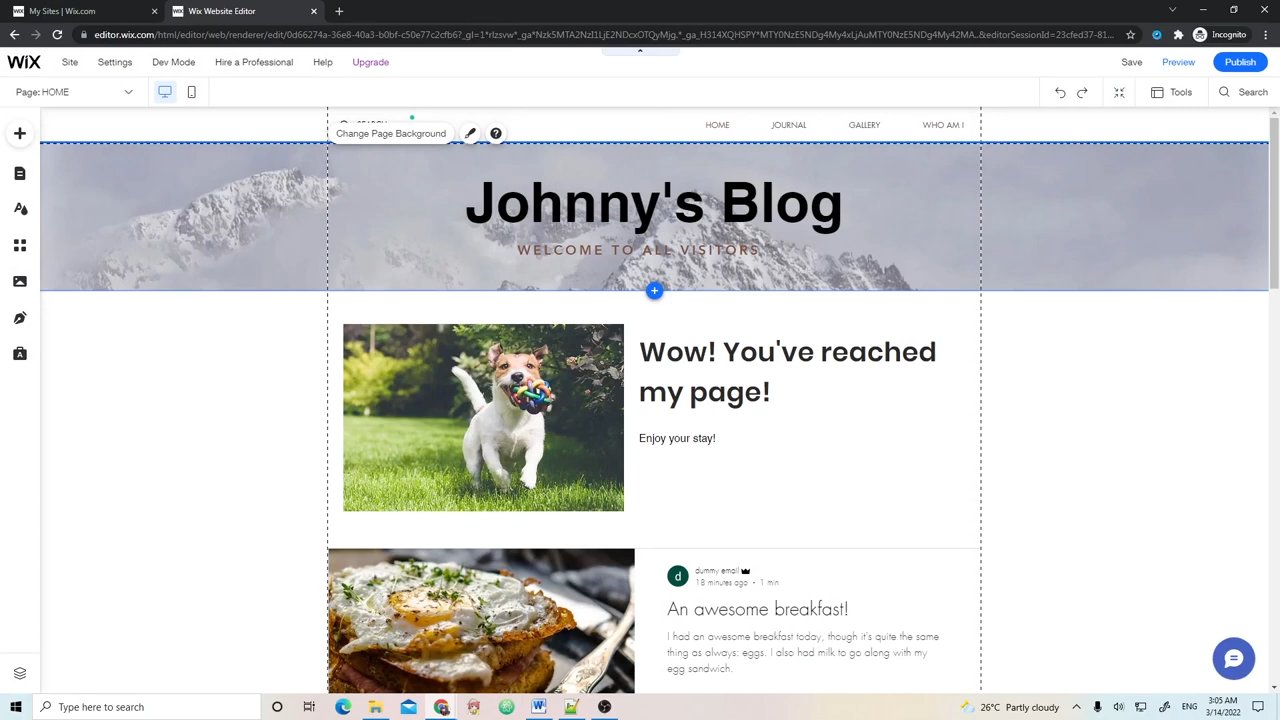 WiX My Sites | Wix.com
WiX Wix Website Editor
editor.wix.com/html/editor/web/renderer/edit/0d66274a-36e8-40a3-b0bf-c50e77c2cfb6?_gl=1*rlzsvw*_ga*Nzk5MTA2NzI1LjE2NDcxOTQyMjg.*_ga_H314XQHSPY*MTY0NzE5NDg4My4xLjAuMTY0NzE5NDg4My42MA..&editorSessionId=23cfed37-81...
Incognito
WiX Site Settings Dev Mode Hire a Professional Help Upgrade Save Preview Publish
Page: HOME Tools Search
Change Page Background
HOME JOURNAL GALLERY WHO AM I
Johnny's Blog
WELCOME TO ALL VISITORS
Wow! You've reached
my page!
Enjoy your stay!
d
dummy email
18 minutes ago · 1 min
An awesome breakfast!
I had an awesome breakfast today, though it's quite the same
thing as always: eggs. I also had milk to go along with my
egg sandwich.
Type here to search
26°C Partly cloudy
ENG
3:05 AM
3/14/2022